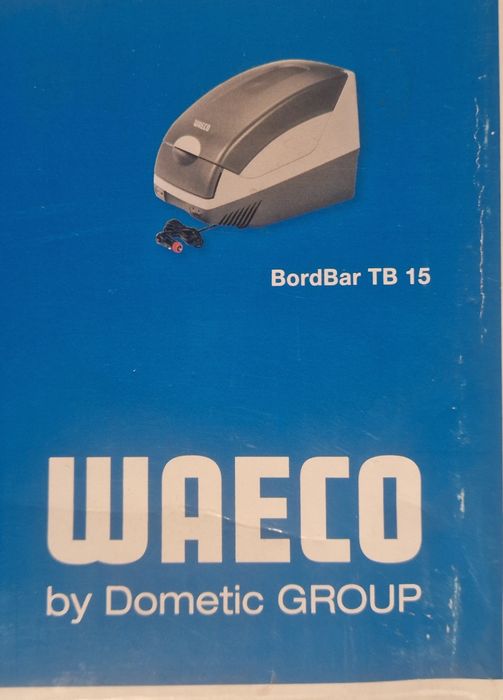 WAECO
BordBar TB 15
WAECO
by Dometic GROUP